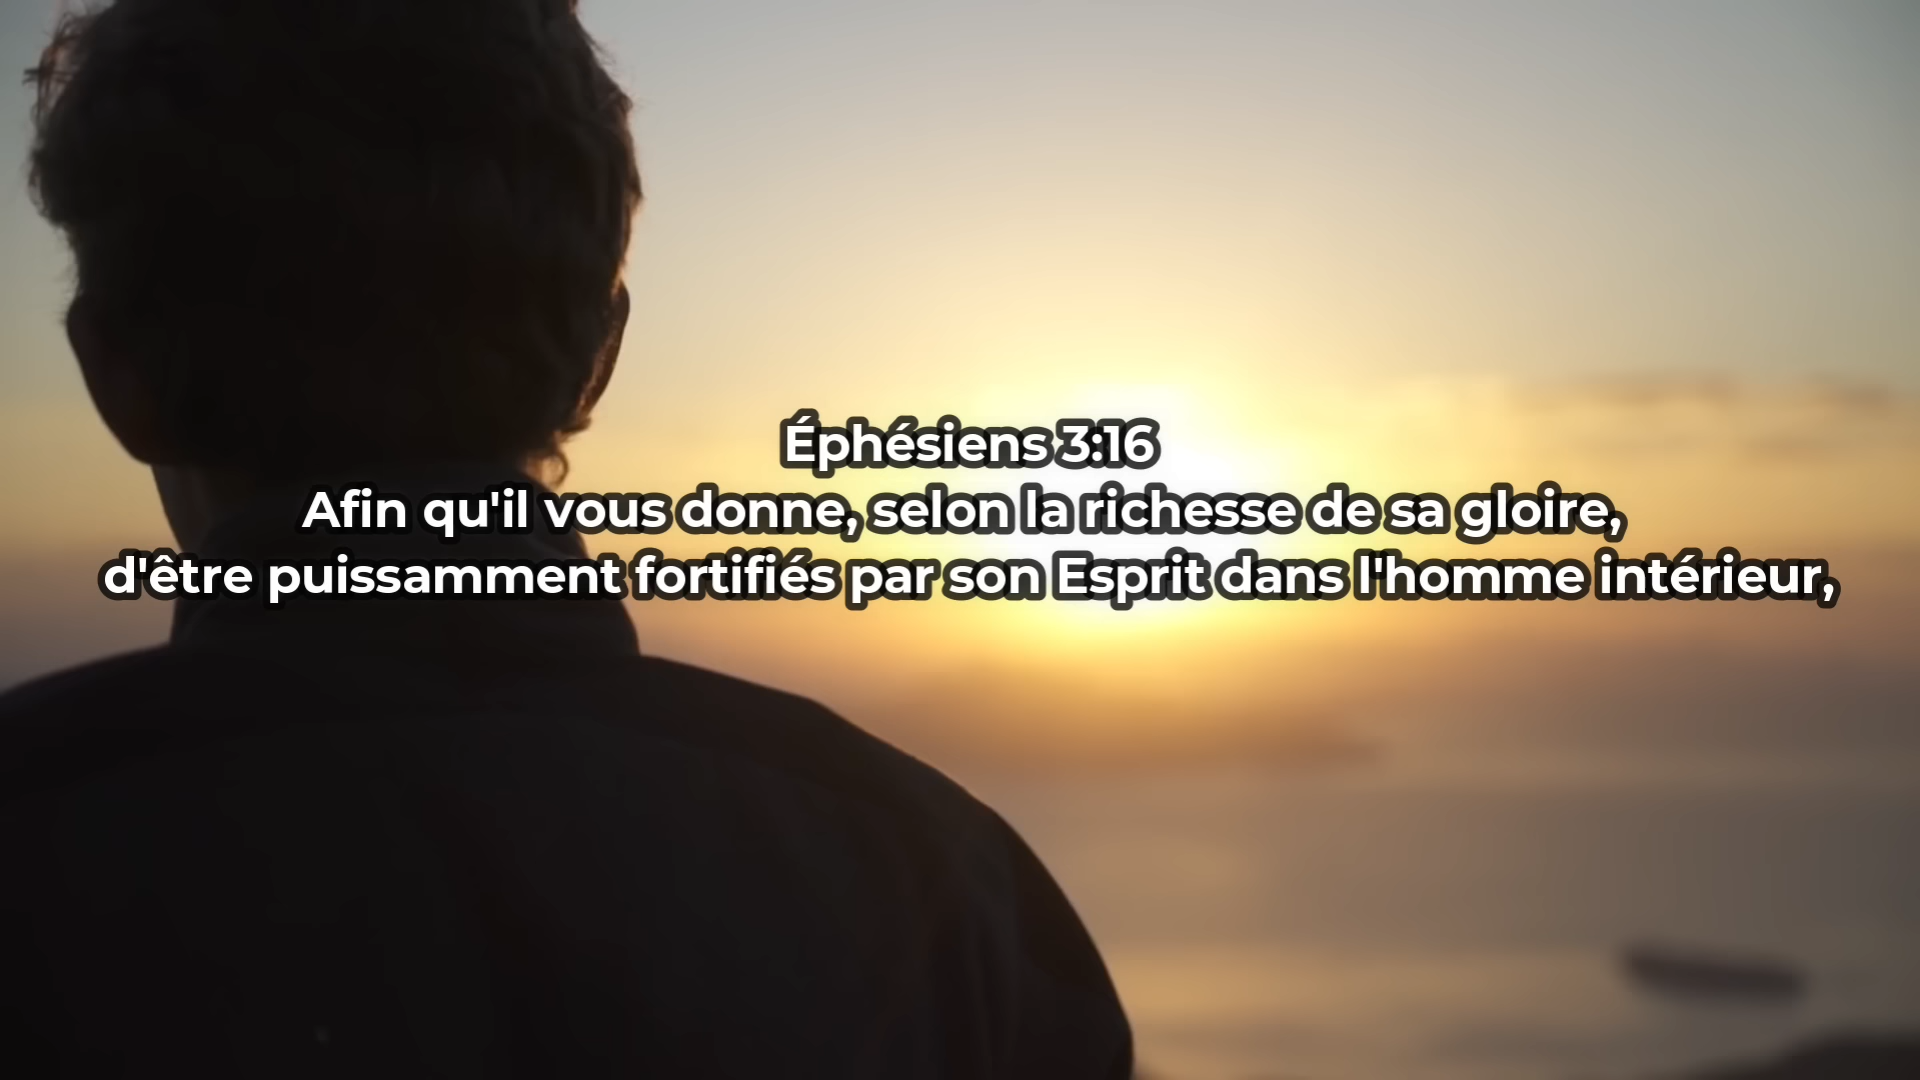 Éphésiens 3:16
Afin qu'il vous donne, selon la richesse de sa gloire,
d'être puissamment fortifiés par son Esprit dans l'homme intérieur,